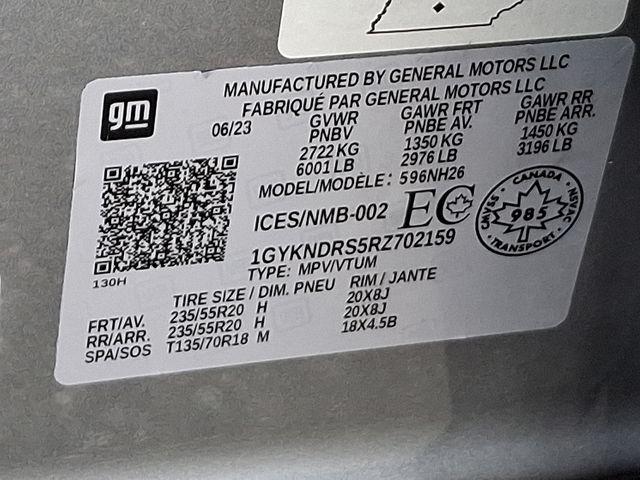 gm
MANUFACTURED BY GENERAL MOTORS LLC
FABRIQUÉ PAR GENERAL MOTORS LLC
06/23 GVWR GAWR FRT GAWR RR
PNBV PNBE AV. PNBE ARR.
2722 KG 1350 KG 1450 KG
6001 LB 2976 LB 3196 LB
MODEL/MODÈLE: 596NH26
ICES/NMB-002 EC
CANADA
985
TRANSPORT
CMVSS NSVAC
1GYKNDRS5RZ702159
TYPE: MPV/VTUM
130H
TIRE SIZE / DIM. PNEU RIM / JANTE
FRT/AV. 235/55R20 H 20X8J
RR/ARR. 235/55R20 H 20X8J
SPA/SOS T135/70R18 M 18X4.5B